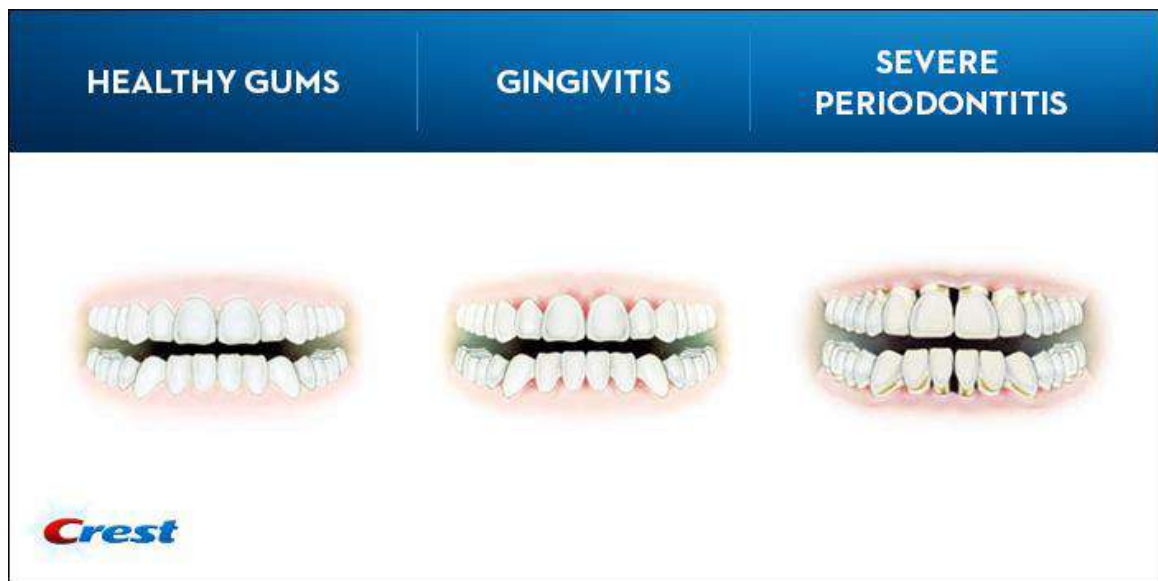 HEALTHY GUMS
GINGIVITIS
SEVERE
PERIODONTITIS
Crest